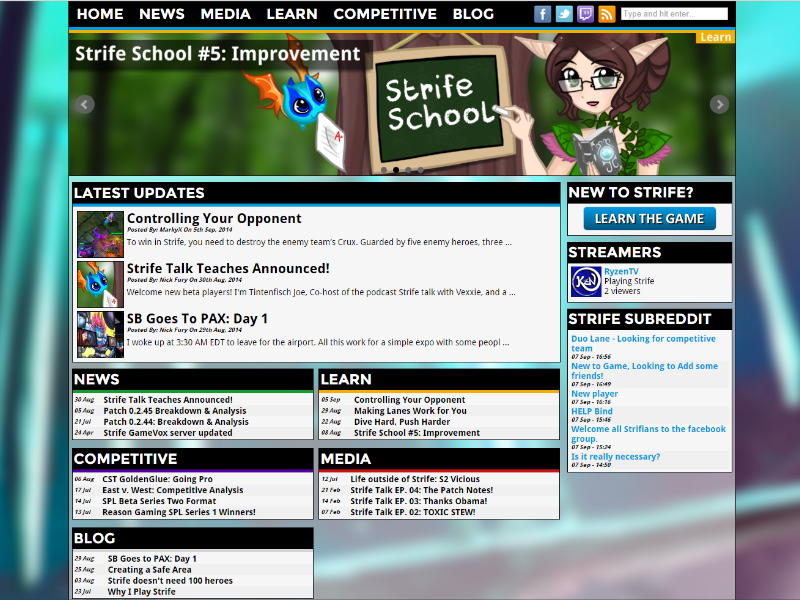 HOME NEWS MEDIA LEARN COMPETITIVE BLOG
Type and hit enter...
Learn
Strife School #5: Improvement
Strife
School
A
LATEST UPDATES
Controlling Your Opponent
Posted By: MarkyX On 5th Sep, 2014
To win in Strife, you need to destroy the enemy team's Crux. Guarded by five enemy heroes, three ...
Strife Talk Teaches Announced!
Posted By: Nick Fury On 30th Aug, 2014
Welcome new beta players! I'm Tintenfisch Joe, Co-host of the podcast Strife talk with Vexxie, and a ...
SB Goes To PAX: Day 1
Posted By: Nick Fury On 29th Aug, 2014
I woke up at 3:30 AM EDT to leave for the airport. All this work for a simple expo with some peopl ...
NEW TO STRIFE?
LEARN THE GAME
STREAMERS
KeN
RyzenTV
Playing Strife
2 viewers
STRIFE SUBREDDIT
Duo Lane - Looking for competitive
team
07 Sep - 16:56
New to Game, Looking to Add some
friends!
07 Sep - 16:49
New player
07 Sep - 16:16
HELP Bind
07 Sep - 15:46
Welcome all Strifians to the facebook
group.
07 Sep - 15:24
Is it really necessary?
07 Sep - 14:50
NEWS
30 Aug Strife Talk Teaches Announced!
05 Aug Patch 0.2.45 Breakdown & Analysis
21 Jul Patch 0.2.44: Breakdown & Analysis
24 Apr Strife GameVox server updated
LEARN
05 Sep Controlling Your Opponent
29 Aug Making Lanes Work for You
22 Aug Dive Hard, Push Harder
08 Aug Strife School #5: Improvement
COMPETITIVE
06 Aug CST GoldenGlue: Going Pro
17 Jul East v. West: Competitive Analysis
14 Jul SPL Beta Series Two Format
13 Jul Reason Gaming SPL Series 1 Winners!
MEDIA
12 Jul Life outside of Strife: S2 Vicious
21 Feb Strife Talk EP. 04: The Patch Notes!
14 Feb Strife Talk EP. 03: Thanks Obama!
07 Feb Strife Talk EP. 02: TOXIC STEW!
BLOG
29 Aug SB Goes to PAX: Day 1
25 Aug Creating a Safe Area
03 Aug Strife doesn't need 100 heroes
23 Jul Why I Play Strife